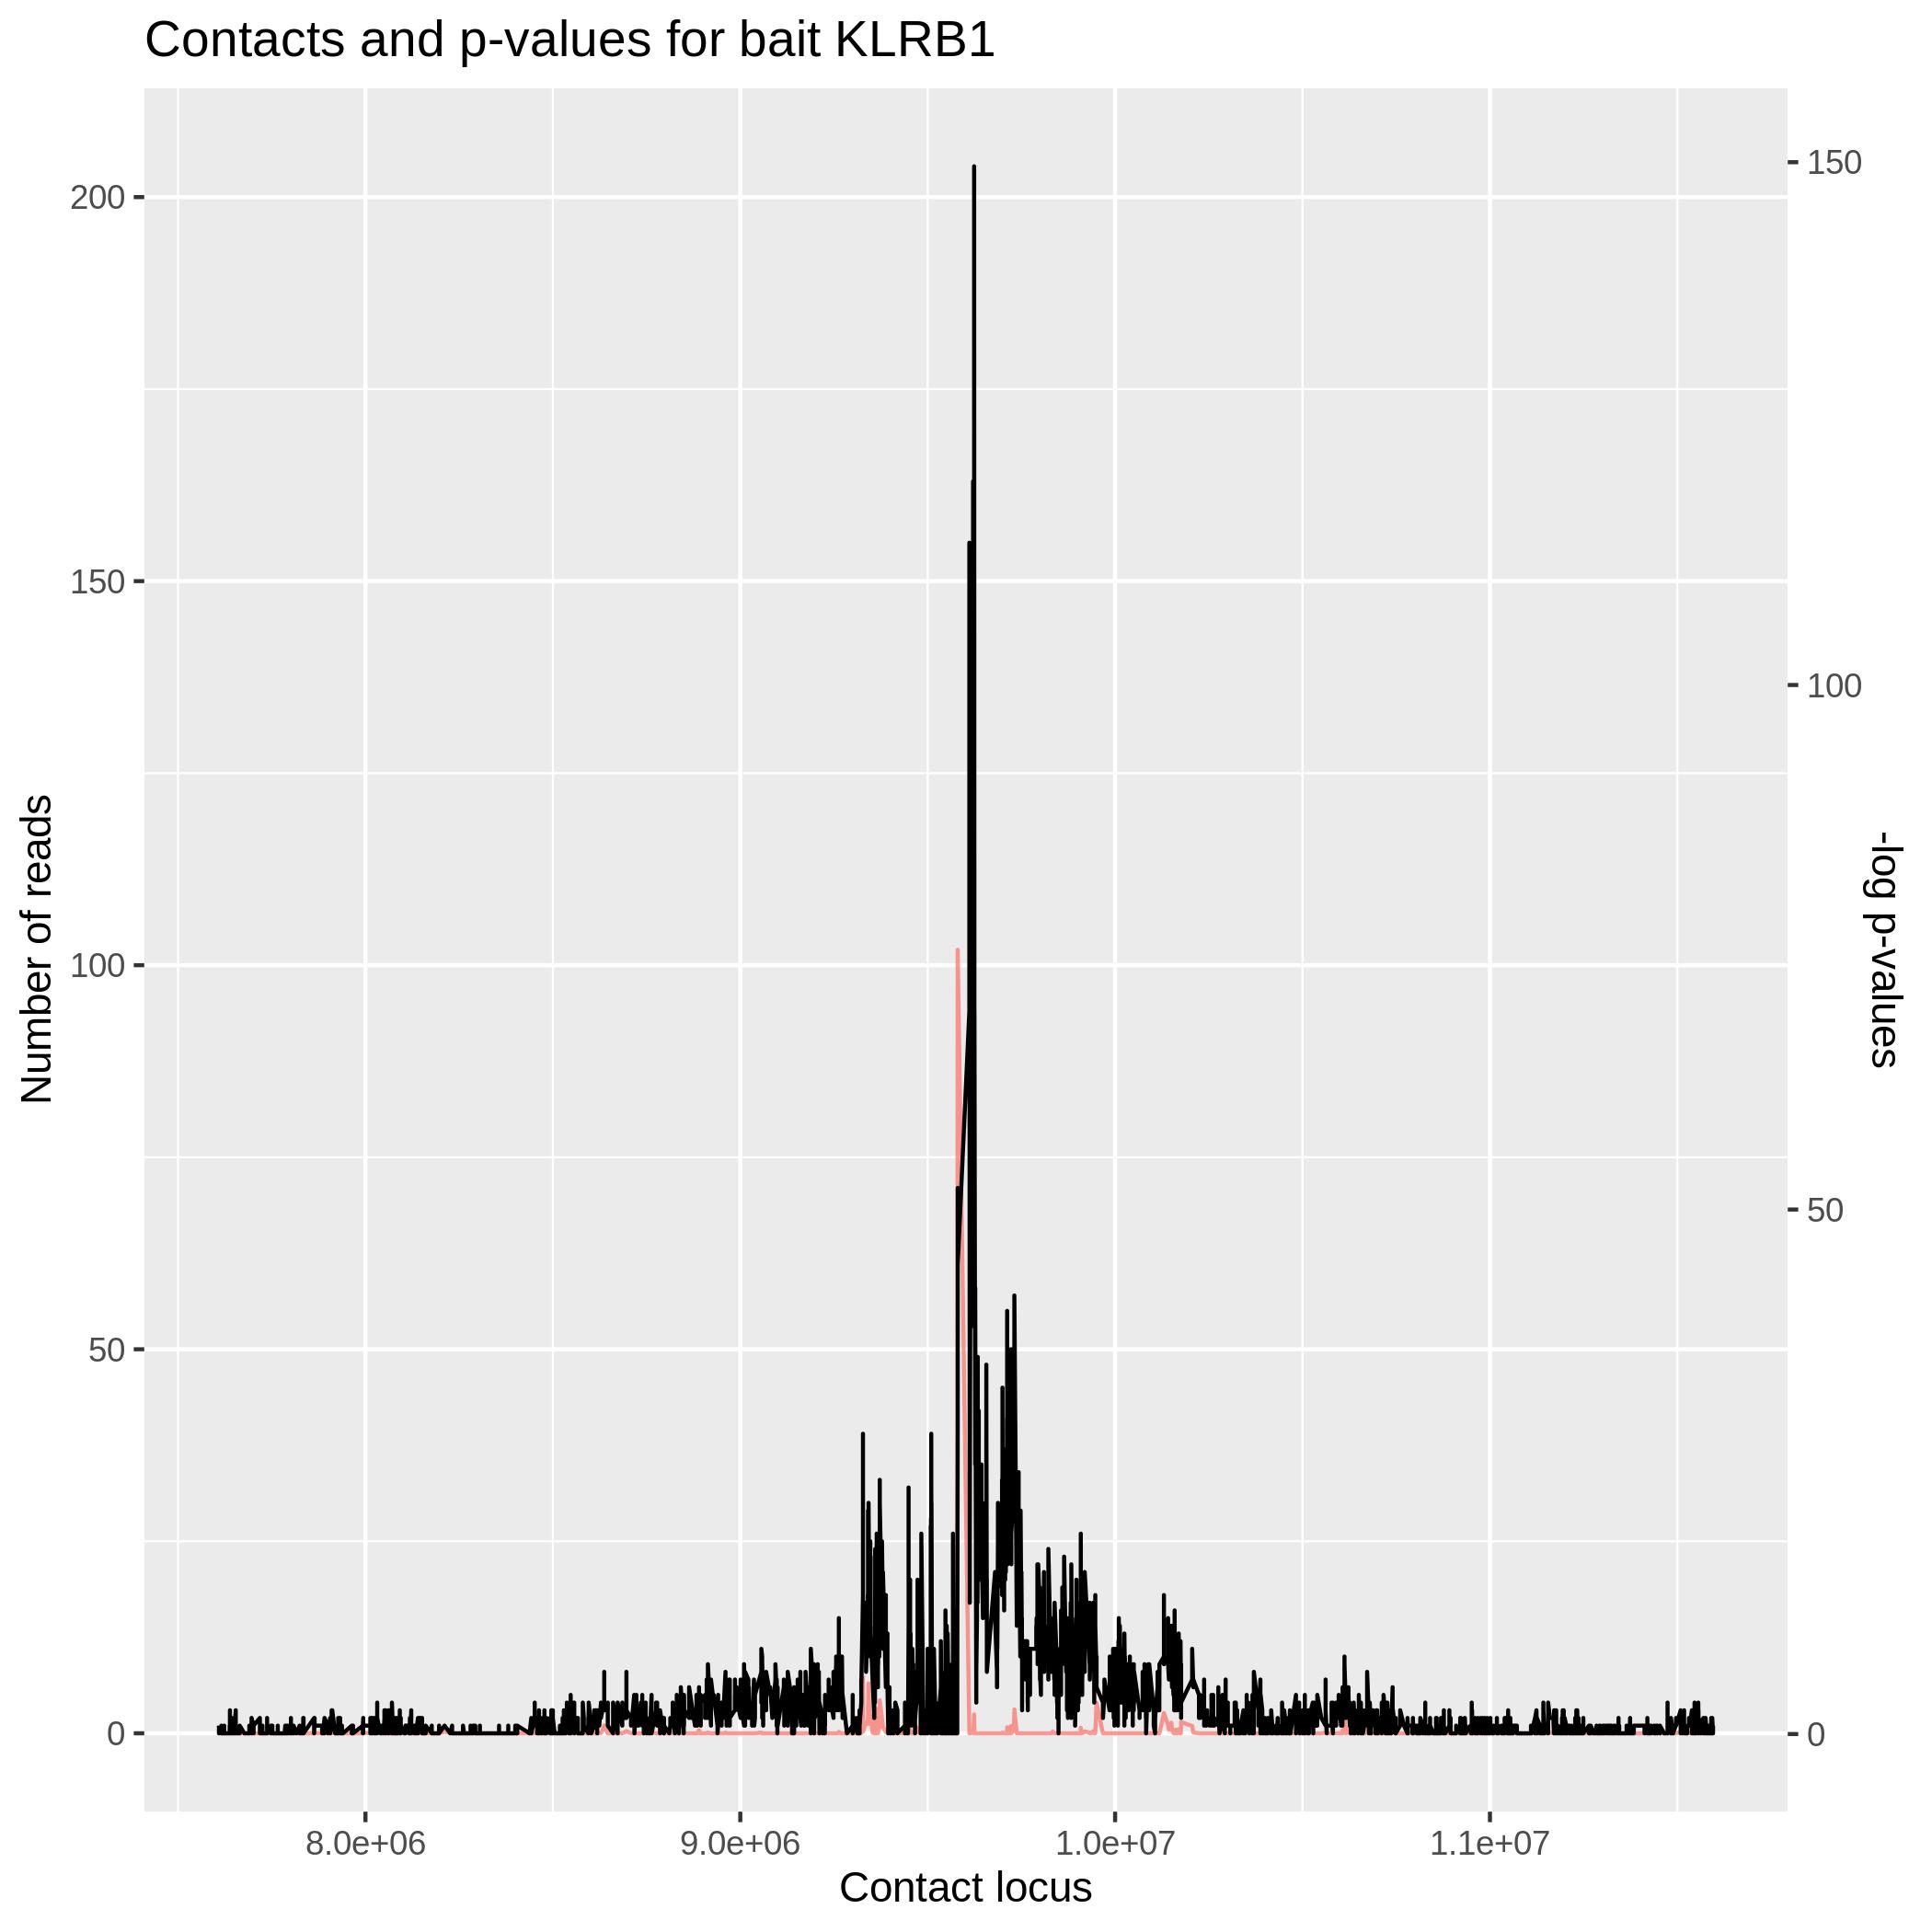 Contacts and p-values for bait KLRB1
200
150
100
50
0
Number of reads
150
100
50
0
-log p-values
8.0e+06
9.0e+06
1.0e+07
1.1e+07
Contact locus